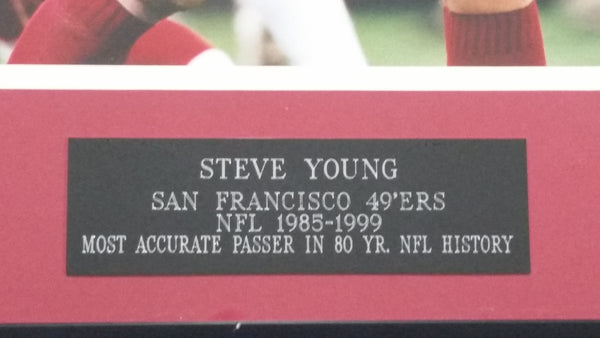 STEVE YOUNG
SAN FRANCISCO 49'ERS
NFL 1985-1999
MOST ACCURATE PASSER IN 80 YR. NFL HISTORY